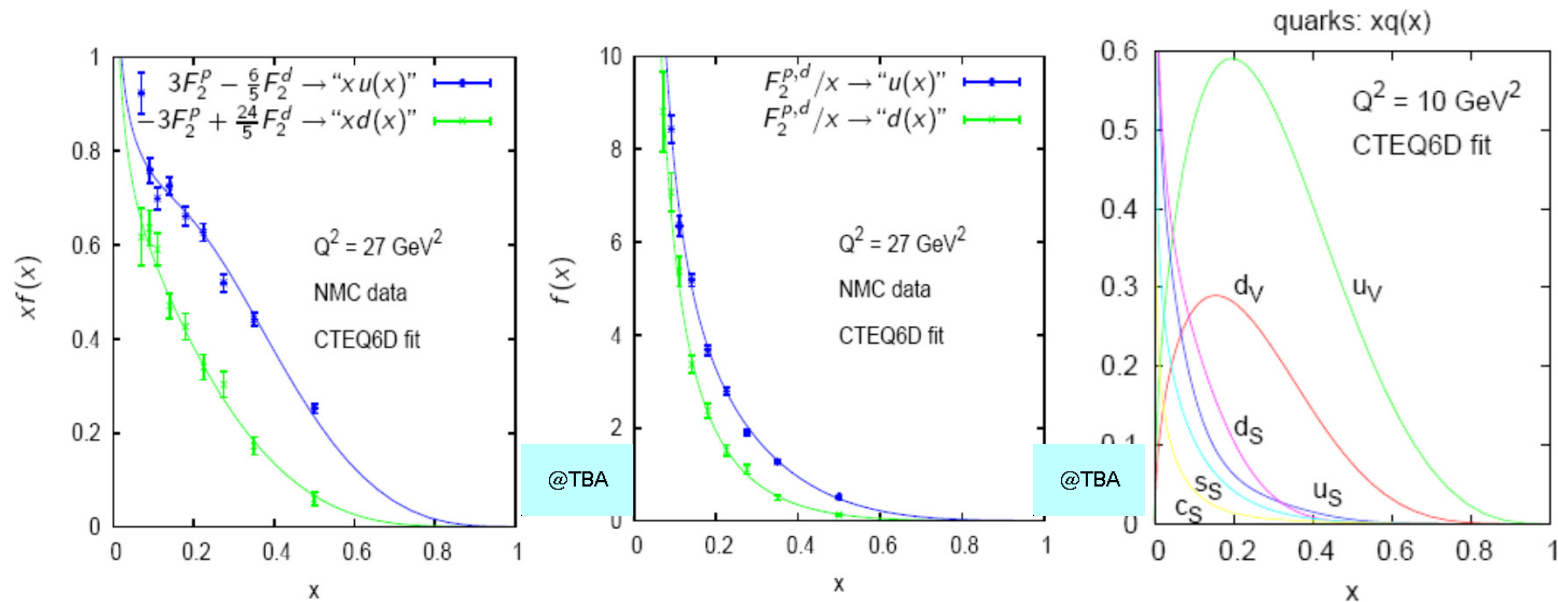 1
0.8
0.6
0.4
0.2
0
0 0.2 0.4 0.6 0.8 1
x
xf(x)
3F₂ᵖ − 6/5 F₂ᵈ → “x u(x)”
−3F₂ᵖ + 24/5 F₂ᵈ → “x d(x)”
Q² = 27 GeV²
NMC data
CTEQ6D fit
@TBA
10
8
6
4
2
0
0 0.2 0.4 0.6 0.8 1
x
f(x)
F₂ᵖ,ᵈ/x → “u(x)”
F₂ᵖ,ᵈ/x → “d(x)”
Q² = 27 GeV²
NMC data
CTEQ6D fit
@TBA
quarks: xq(x)
0.6
0.5
0.4
0.3
0.2
0
0 0.2 0.4 0.6 0.8 1
x
Q² = 10 GeV²
CTEQ6D fit
d_V
u_V
d_S
s_S
u_S
c_S